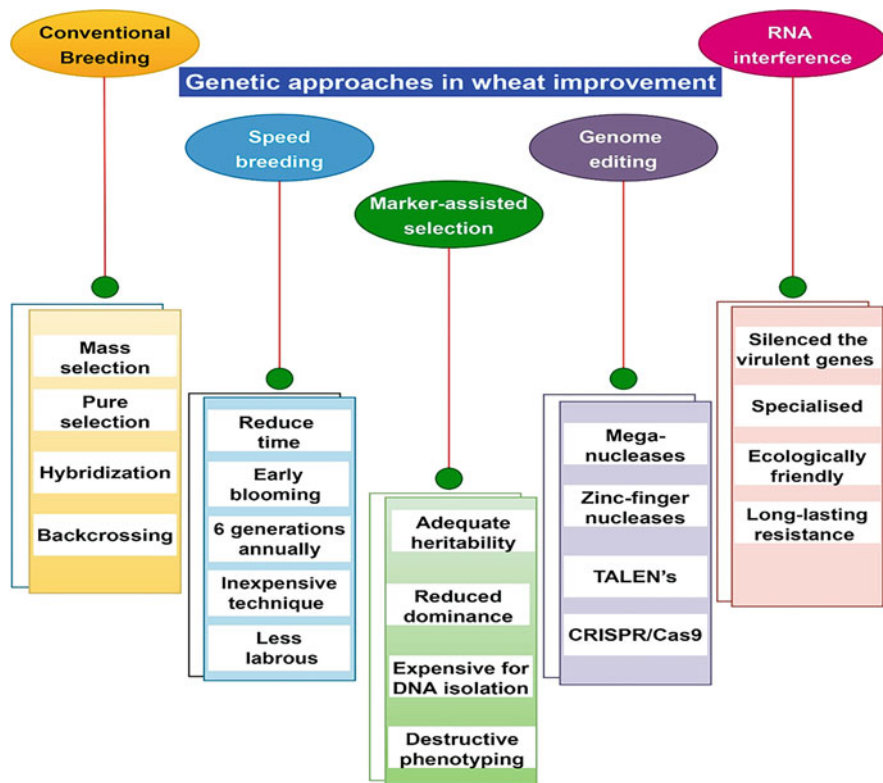 Conventional
Breeding
RNA
interference
Genetic approaches in wheat improvement
Speed
breeding
Genome
editing
Marker-assisted
selection
Mass
selection
Pure
selection
Hybridization
Backcrossing
Reduce
time
Early
blooming
6 generations
annually
Inexpensive
technique
Less
labrous
Adequate
heritability
Reduced
dominance
Expensive for
DNA isolation
Destructive
phenotyping
Mega-
nucleases
Zinc-finger
nucleases
TALEN's
CRISPR/Cas9
Silenced the
virulent genes
Specialised
Ecologically
friendly
Long-lasting
resistance